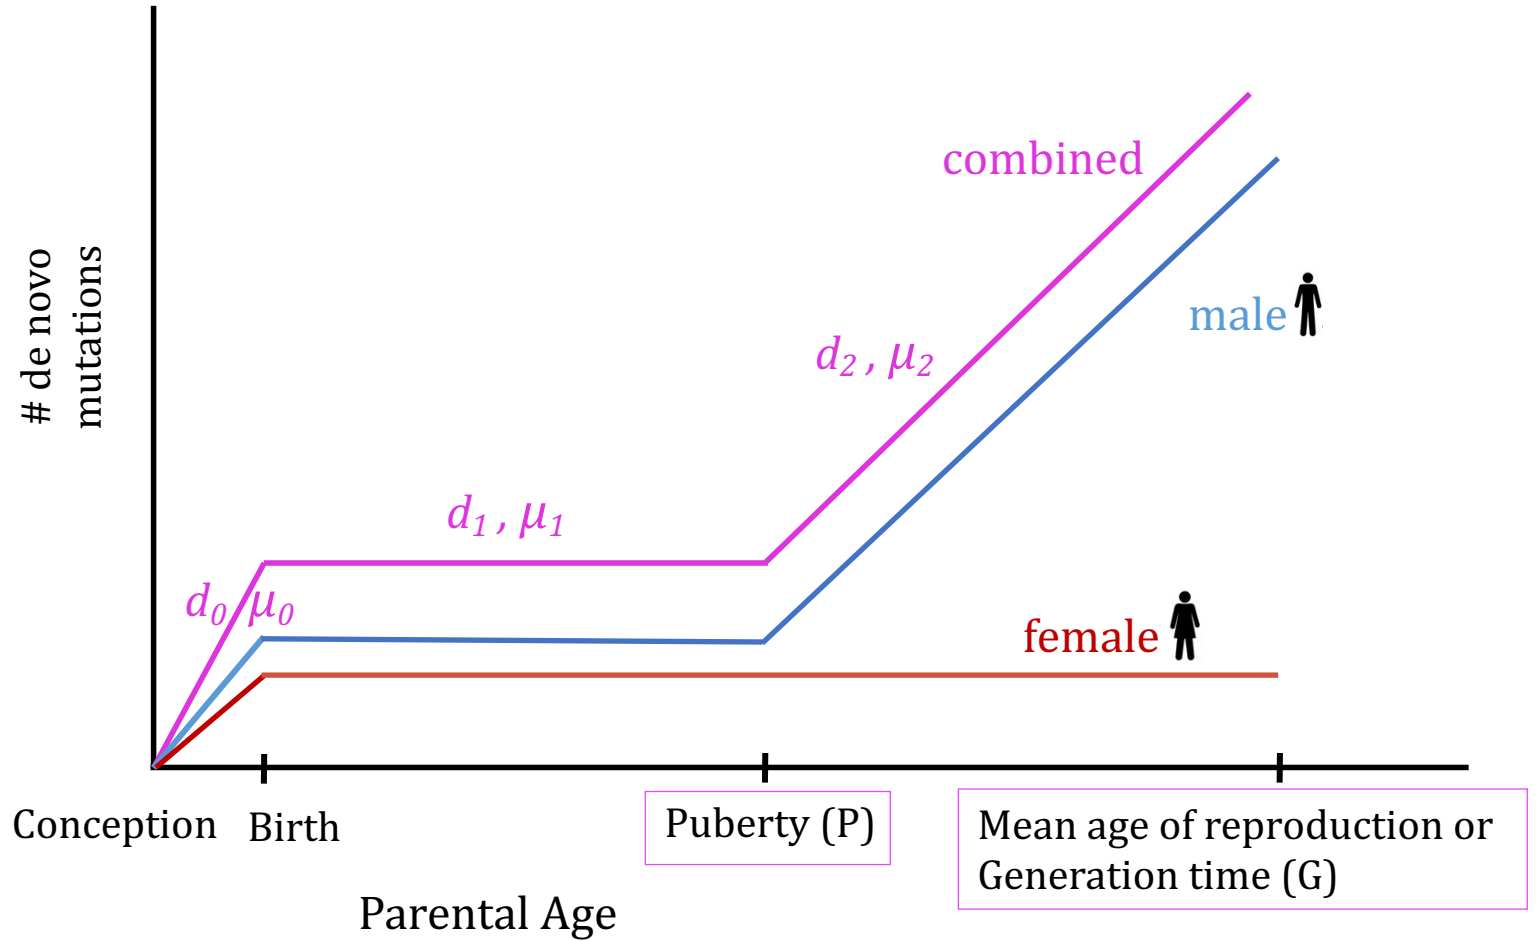 # de novo
mutations
combined
male
d₂ , μ₂
d₁ , μ₁
d₀ , μ₀
female
Conception
Birth
Puberty (P)
Mean age of reproduction or
Generation time (G)
Parental Age